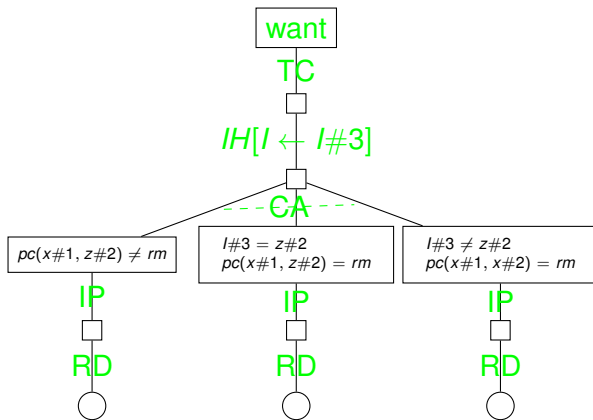 want
TC
IH[I ← I#3]
CA
pc(x#1, z#2) ≠ rm
I#3 = z#2
pc(x#1, z#2) = rm
I#3 ≠ z#2
pc(x#1, x#2) = rm
IP
IP
IP
RD
RD
RD